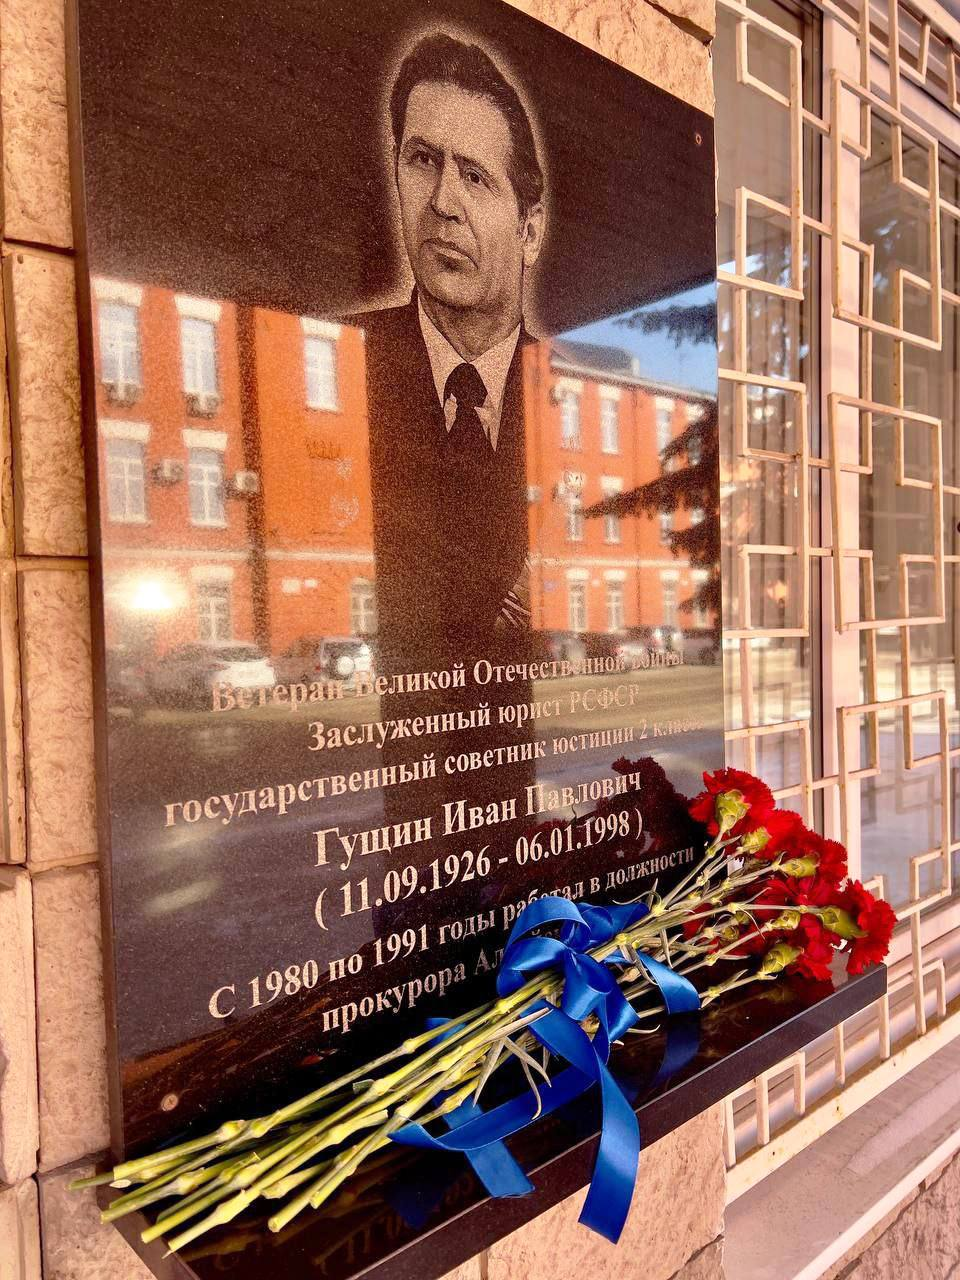 Ветеран Великой Отечественной войны
Заслуженный юрист РСФСР
государственный советник юстиции 2 класса
Гущин Иван Павлович
( 11.09.1926 - 06.01.1998 )
С 1980 по 1991 годы работал в должности
прокурора